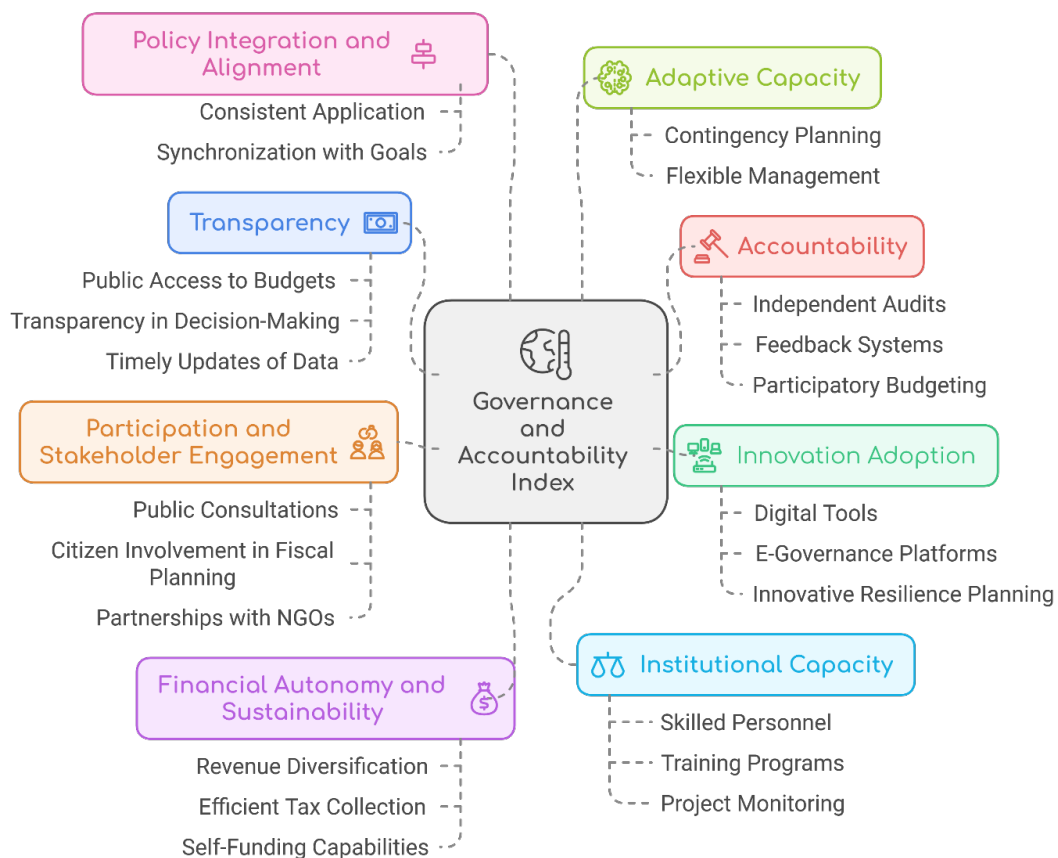 Policy Integration and
Alignment
Consistent Application
Synchronization with Goals
Transparency
Public Access to Budgets
Transparency in Decision-Making
Timely Updates of Data
Participation and
Stakeholder Engagement
Public Consultations
Citizen Involvement in Fiscal
Planning
Partnerships with NGOs
Financial Autonomy and
Sustainability
Revenue Diversification
Efficient Tax Collection
Self-Funding Capabilities
Governance
and
Accountability
Index
Adaptive Capacity
Contingency Planning
Flexible Management
Accountability
Independent Audits
Feedback Systems
Participatory Budgeting
Innovation Adoption
Digital Tools
E-Governance Platforms
Innovative Resilience Planning
Institutional Capacity
Skilled Personnel
Training Programs
Project Monitoring